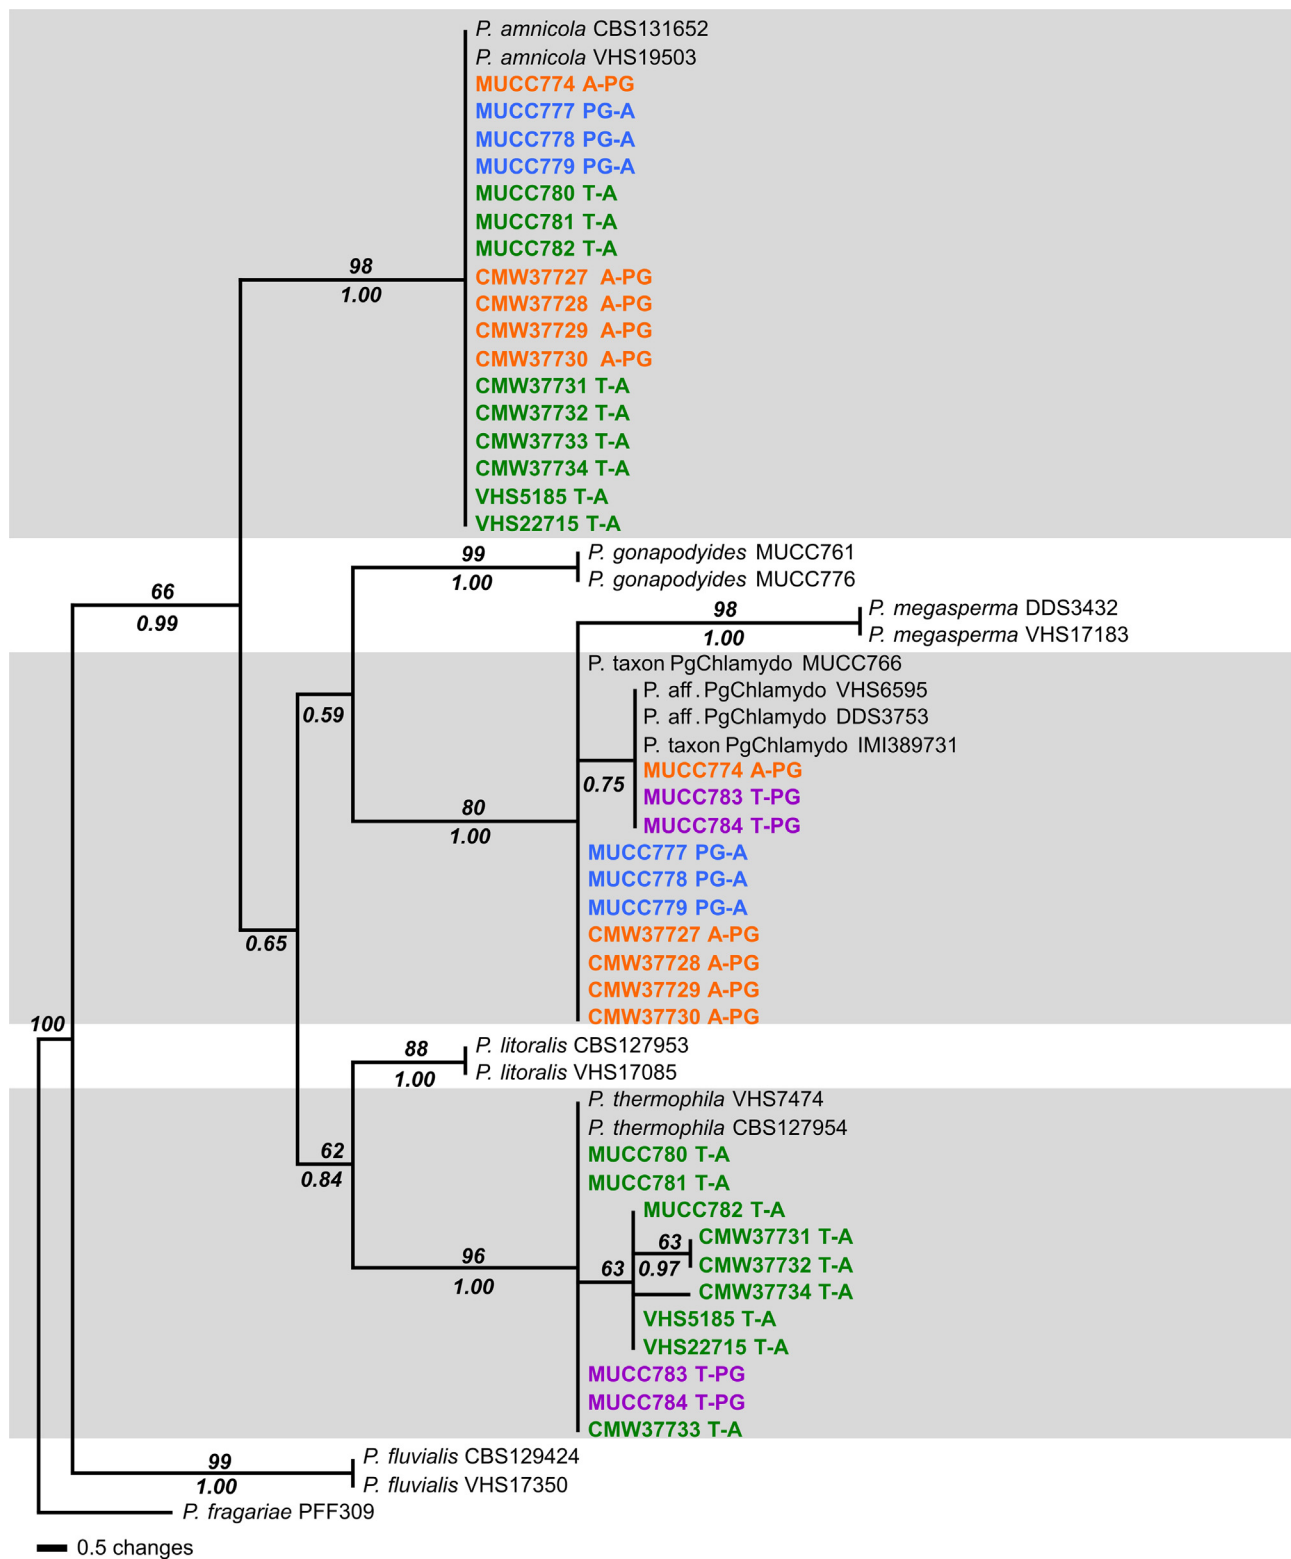 P. amnicola CBS131652
P. amnicola VHS19503
MUCC774 A-PG
MUCC777 PG-A
MUCC778 PG-A
MUCC779 PG-A
MUCC780 T-A
MUCC781 T-A
MUCC782 T-A
98
1.00
CMW37727 A-PG
CMW37728 A-PG
CMW37729 A-PG
CMW37730 A-PG
CMW37731 T-A
CMW37732 T-A
CMW37733 T-A
CMW37734 T-A
VHS5185 T-A
VHS22715 T-A
99
1.00
P. gonapodyides MUCC761
P. gonapodyides MUCC776
66
0.99
98
1.00
P. megasperma DDS3432
P. megasperma VHS17183
P. taxon PgChlamydo MUCC766
P. aff. PgChlamydo VHS6595
0.59
P. aff. PgChlamydo DDS3753
P. taxon PgChlamydo IMI389731
MUCC774 A-PG
0.75
MUCC783 T-PG
80
1.00
MUCC784 T-PG
MUCC777 PG-A
MUCC778 PG-A
MUCC779 PG-A
CMW37727 A-PG
0.65
CMW37728 A-PG
CMW37729 A-PG
CMW37730 A-PG
100
88
1.00
P. litoralis CBS127953
P. litoralis VHS17085
P. thermophila VHS7474
P. thermophila CBS127954
62
0.84
MUCC780 T-A
MUCC781 T-A
MUCC782 T-A
CMW37731 T-A
63
0.97
96
1.00
63
CMW37732 T-A
CMW37734 T-A
VHS5185 T-A
VHS22715 T-A
MUCC783 T-PG
MUCC784 T-PG
CMW37733 T-A
99
1.00
P. fluvialis CBS129424
P. fluvialis VHS17350
P. fragariae PFF309
0.5 changes